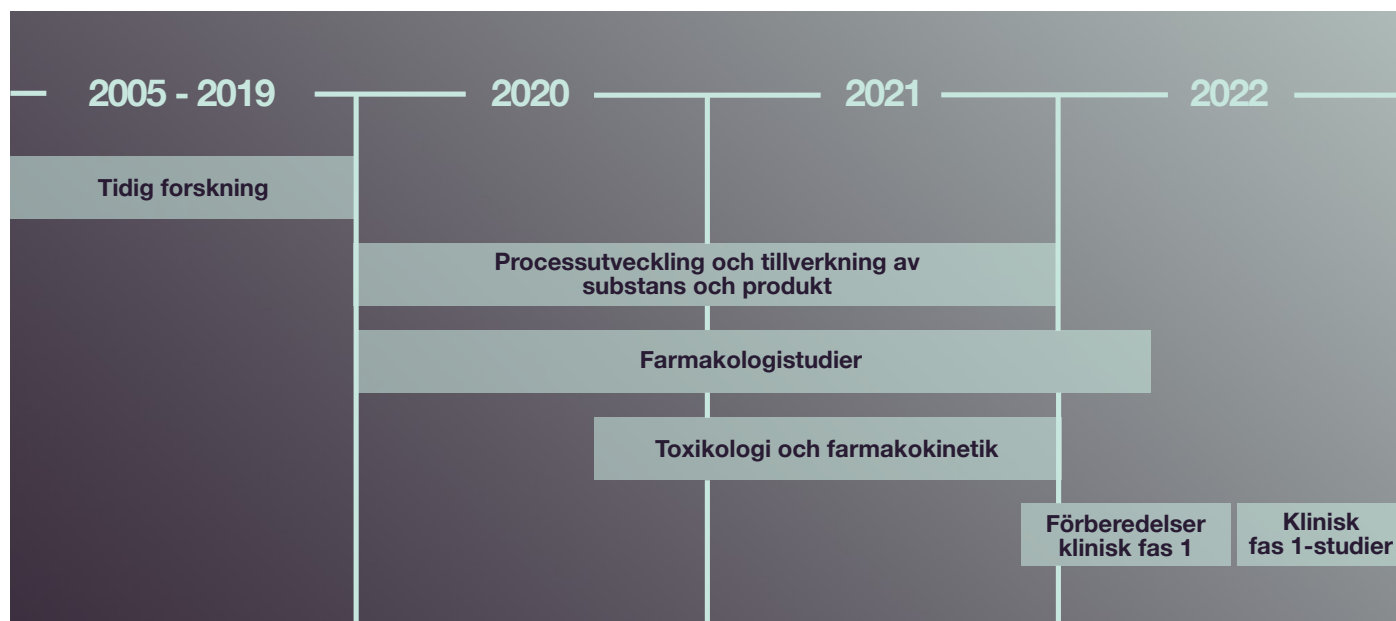 2005 - 2019
2020
2021
2022
Tidig forskning
Processutveckling och tillverkning av
substans och produkt
Farmakologistudier
Toxikologi och farmakokinetik
Förberedelser
klinisk fas 1
Klinisk
fas 1-studier